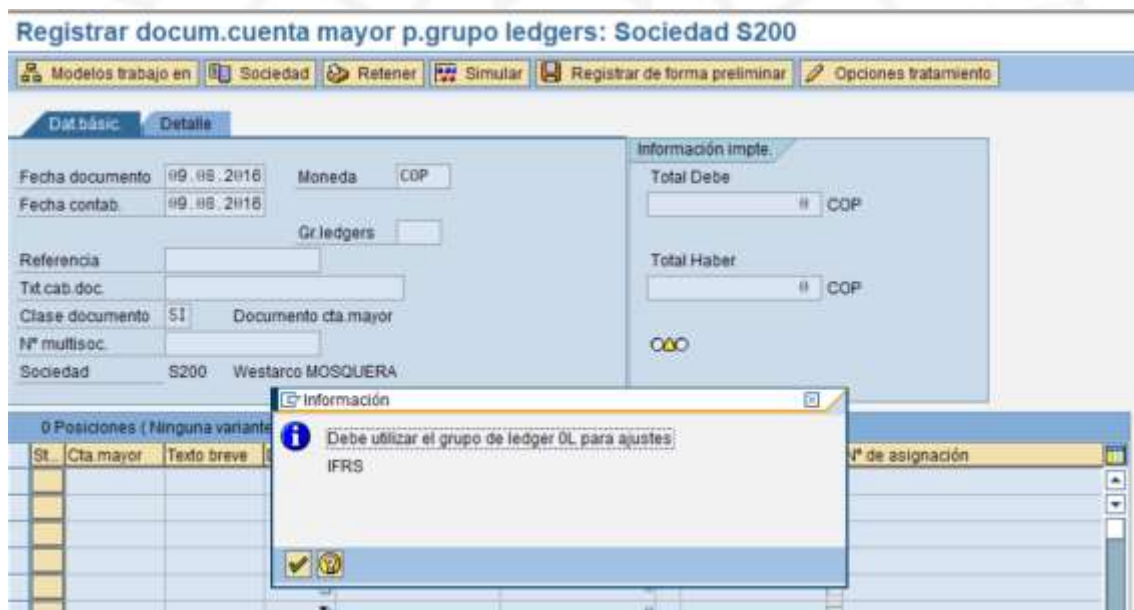 Registrar docum.cuenta mayor p.grupo ledgers: Sociedad S200
Modelos trabajo en Sociedad Retener Simular Registrar de forma preliminar Opciones tratamiento
Dat.básic. Detalle
Información impte.
Fecha documento 09.08.2016 Moneda COP Total Debe
Fecha contab. 09.08.2016 0 COP
Gr.ledgers
Referencia Total Haber
Txt.cab.doc. 0 COP
Clase documento SI Documento cta.mayor
Nº multisoc.
Sociedad S200 Westarco MOSQUERA
Información
0 Posiciones ( Ninguna variante
Debe utilizar el grupo de ledger 0L para ajustes
IFRS
St... Cta.mayor Texto breve Nº de asignación